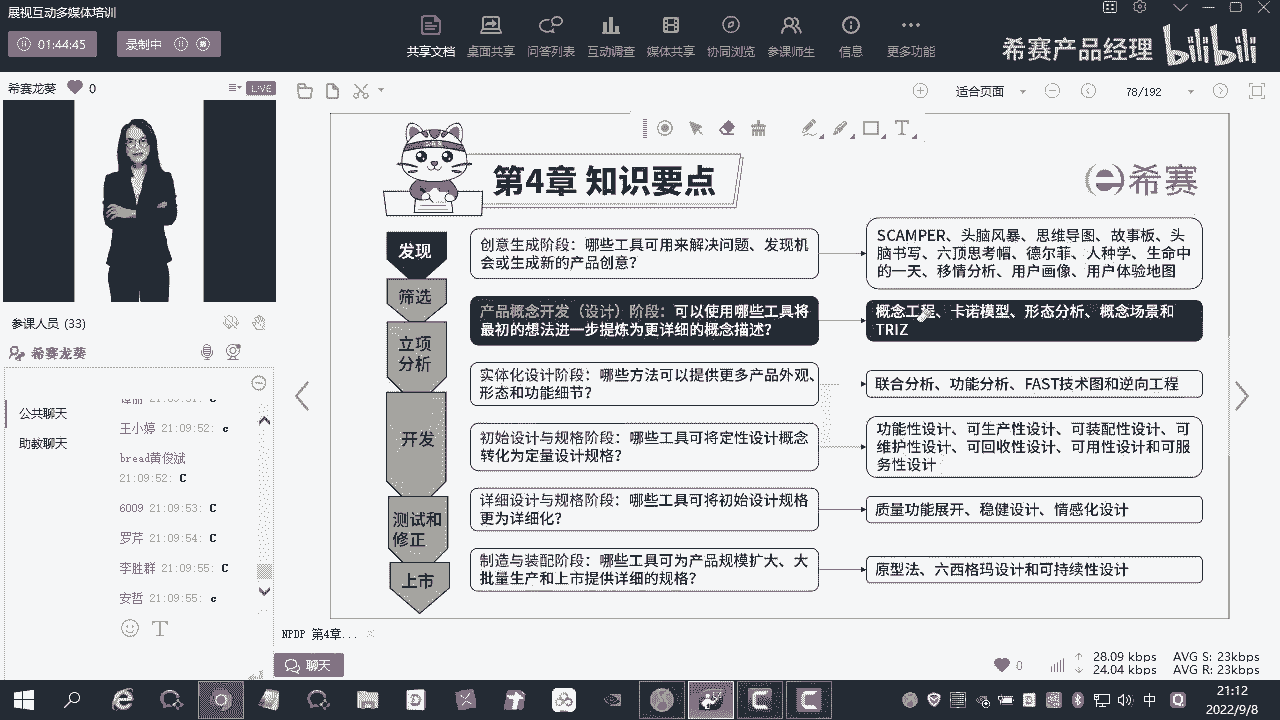 展视互动多媒体培训
01:44:45
录制中
共享文档
桌面共享
问答列表
互动调查
媒体共享
协同浏览
参课师生
信息
更多功能
希赛产品经理 bilibili
希赛龙葵 0
LIVE
适合页面
78/192
参课人员 (33)
希赛龙葵
公共聊天
助教聊天
王小婷 21:09:52: c
bread黄俊斌
21:09:52: C
6009 21:09:53: C
罗芹 21:09:54: C
李胜群 21:09:55: C
安哲 21:09:55: c
第4章 知识要点
希赛
发现
筛选
立项
分析
开发
测试和
修正
上市
创意生成阶段：哪些工具可用来解决问题、发现机
会或生成新的产品创意？
SCAMPER、头脑风暴、思维导图、故事板、头
脑书写、六顶思考帽、德尔菲、人种学、生命中
的一天、移情分析、用户画像、用户体验地图
产品概念开发（设计）阶段：可以使用哪些工具将
最初的想法进一步提炼为更详细的概念描述？
概念工程、卡诺模型、形态分析、概念场景和
TRIZ
实体化设计阶段：哪些方法可以提供更多产品外观、
形态和功能细节？
联合分析、功能分析、FAST技术图和逆向工程
初始设计与规格阶段：哪些工具可将定性设计概念
转化为定量设计规格？
功能性设计、可生产性设计、可装配性设计、可
维护性设计、可回收性设计、可用性设计和可服
务性设计
详细设计与规格阶段：哪些工具可将初始设计规格
更为详细化？
质量功能展开、稳健设计、情感化设计
制造与装配阶段：哪些工具可为产品规模扩大、大
批量生产和上市提供详细的规格？
原型法、六西格玛设计和可持续性设计
NPDP 第4章...
聊天
0
28.09 kbps AVG S: 23kbps
24.04 kbps AVG R: 23kbps
中
21:12
2022/9/8